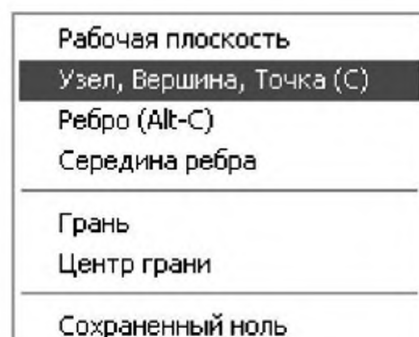 Рабочая плоскость
Узел, Вершина, Точка (C)
Ребро (Alt-C)
Середина ребра
Грань
Центр грани
Сохраненный ноль